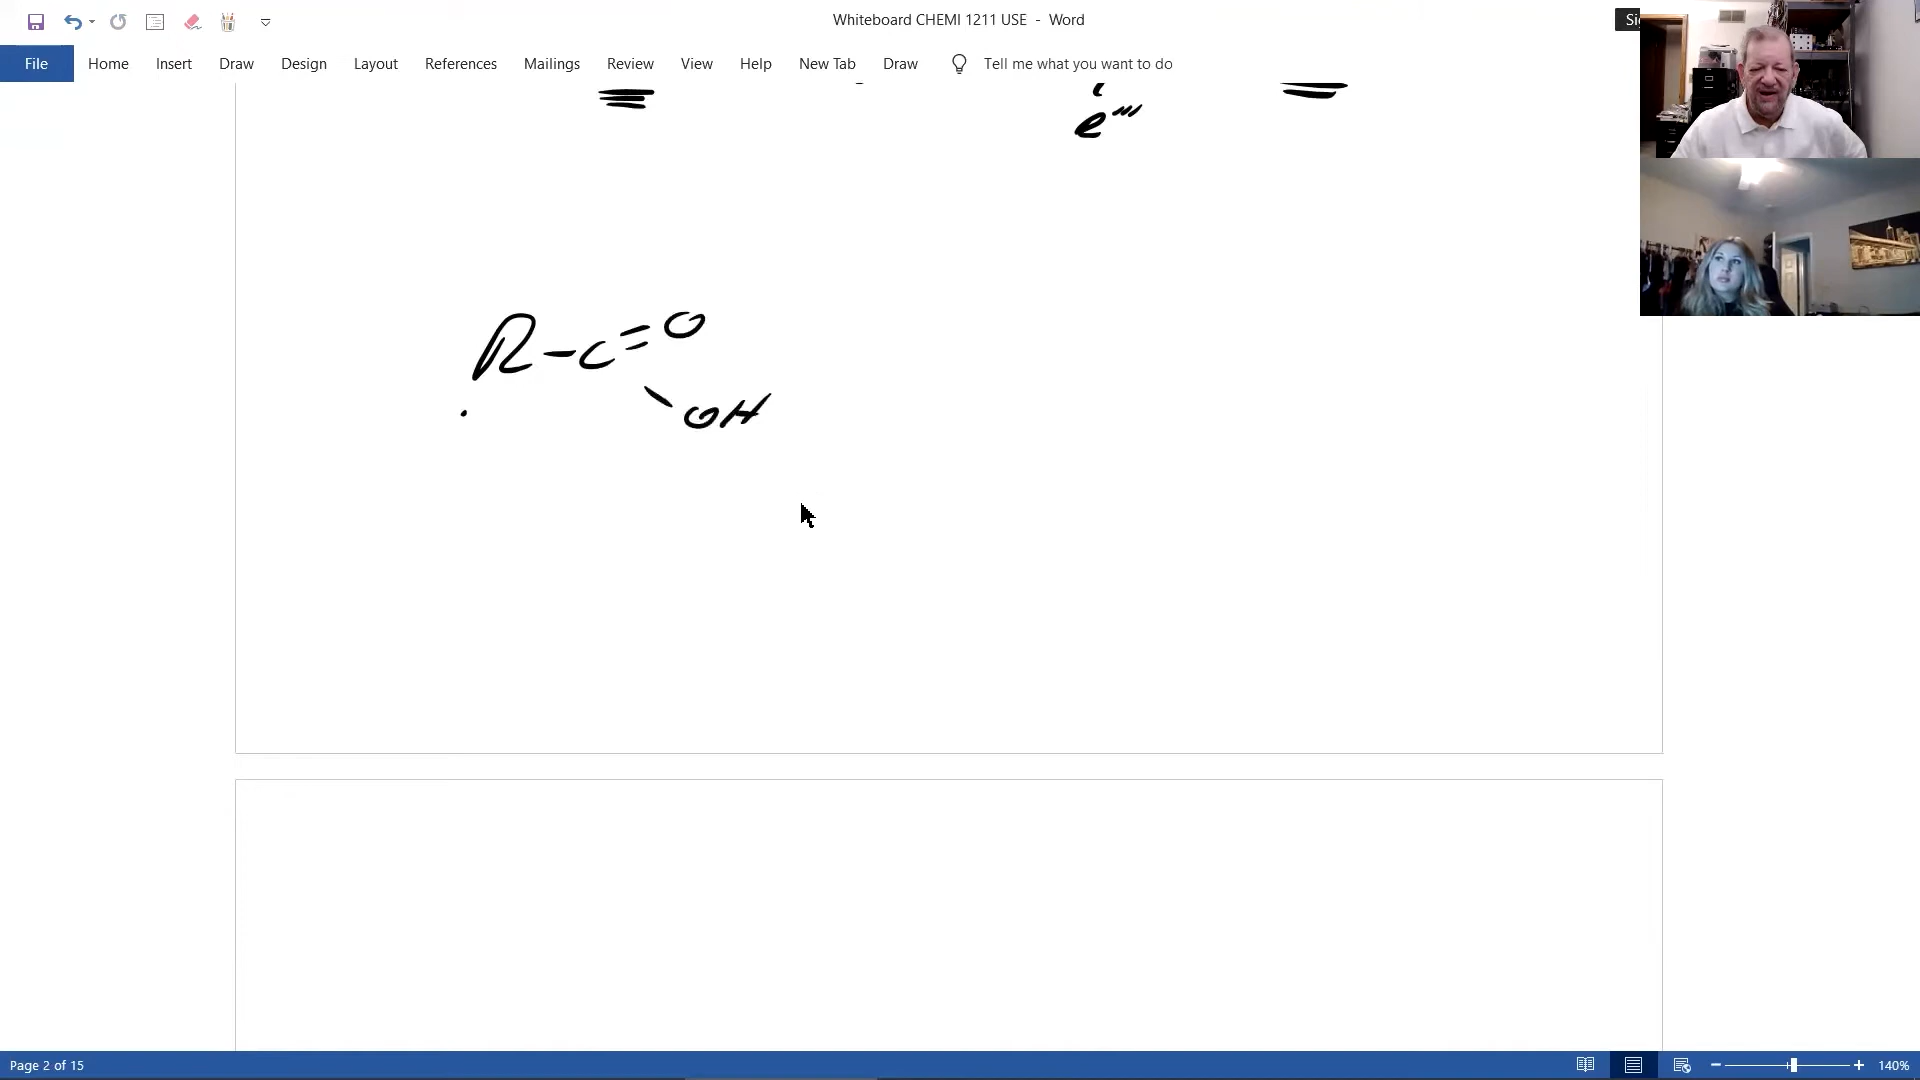 Whiteboard CHEMI 1211 USE - Word
File Home Insert Draw Design Layout References Mailings Review View Help New Tab Draw Tell me what you want to do
e'''
R-C=O
OH
Page 2 of 15
140%